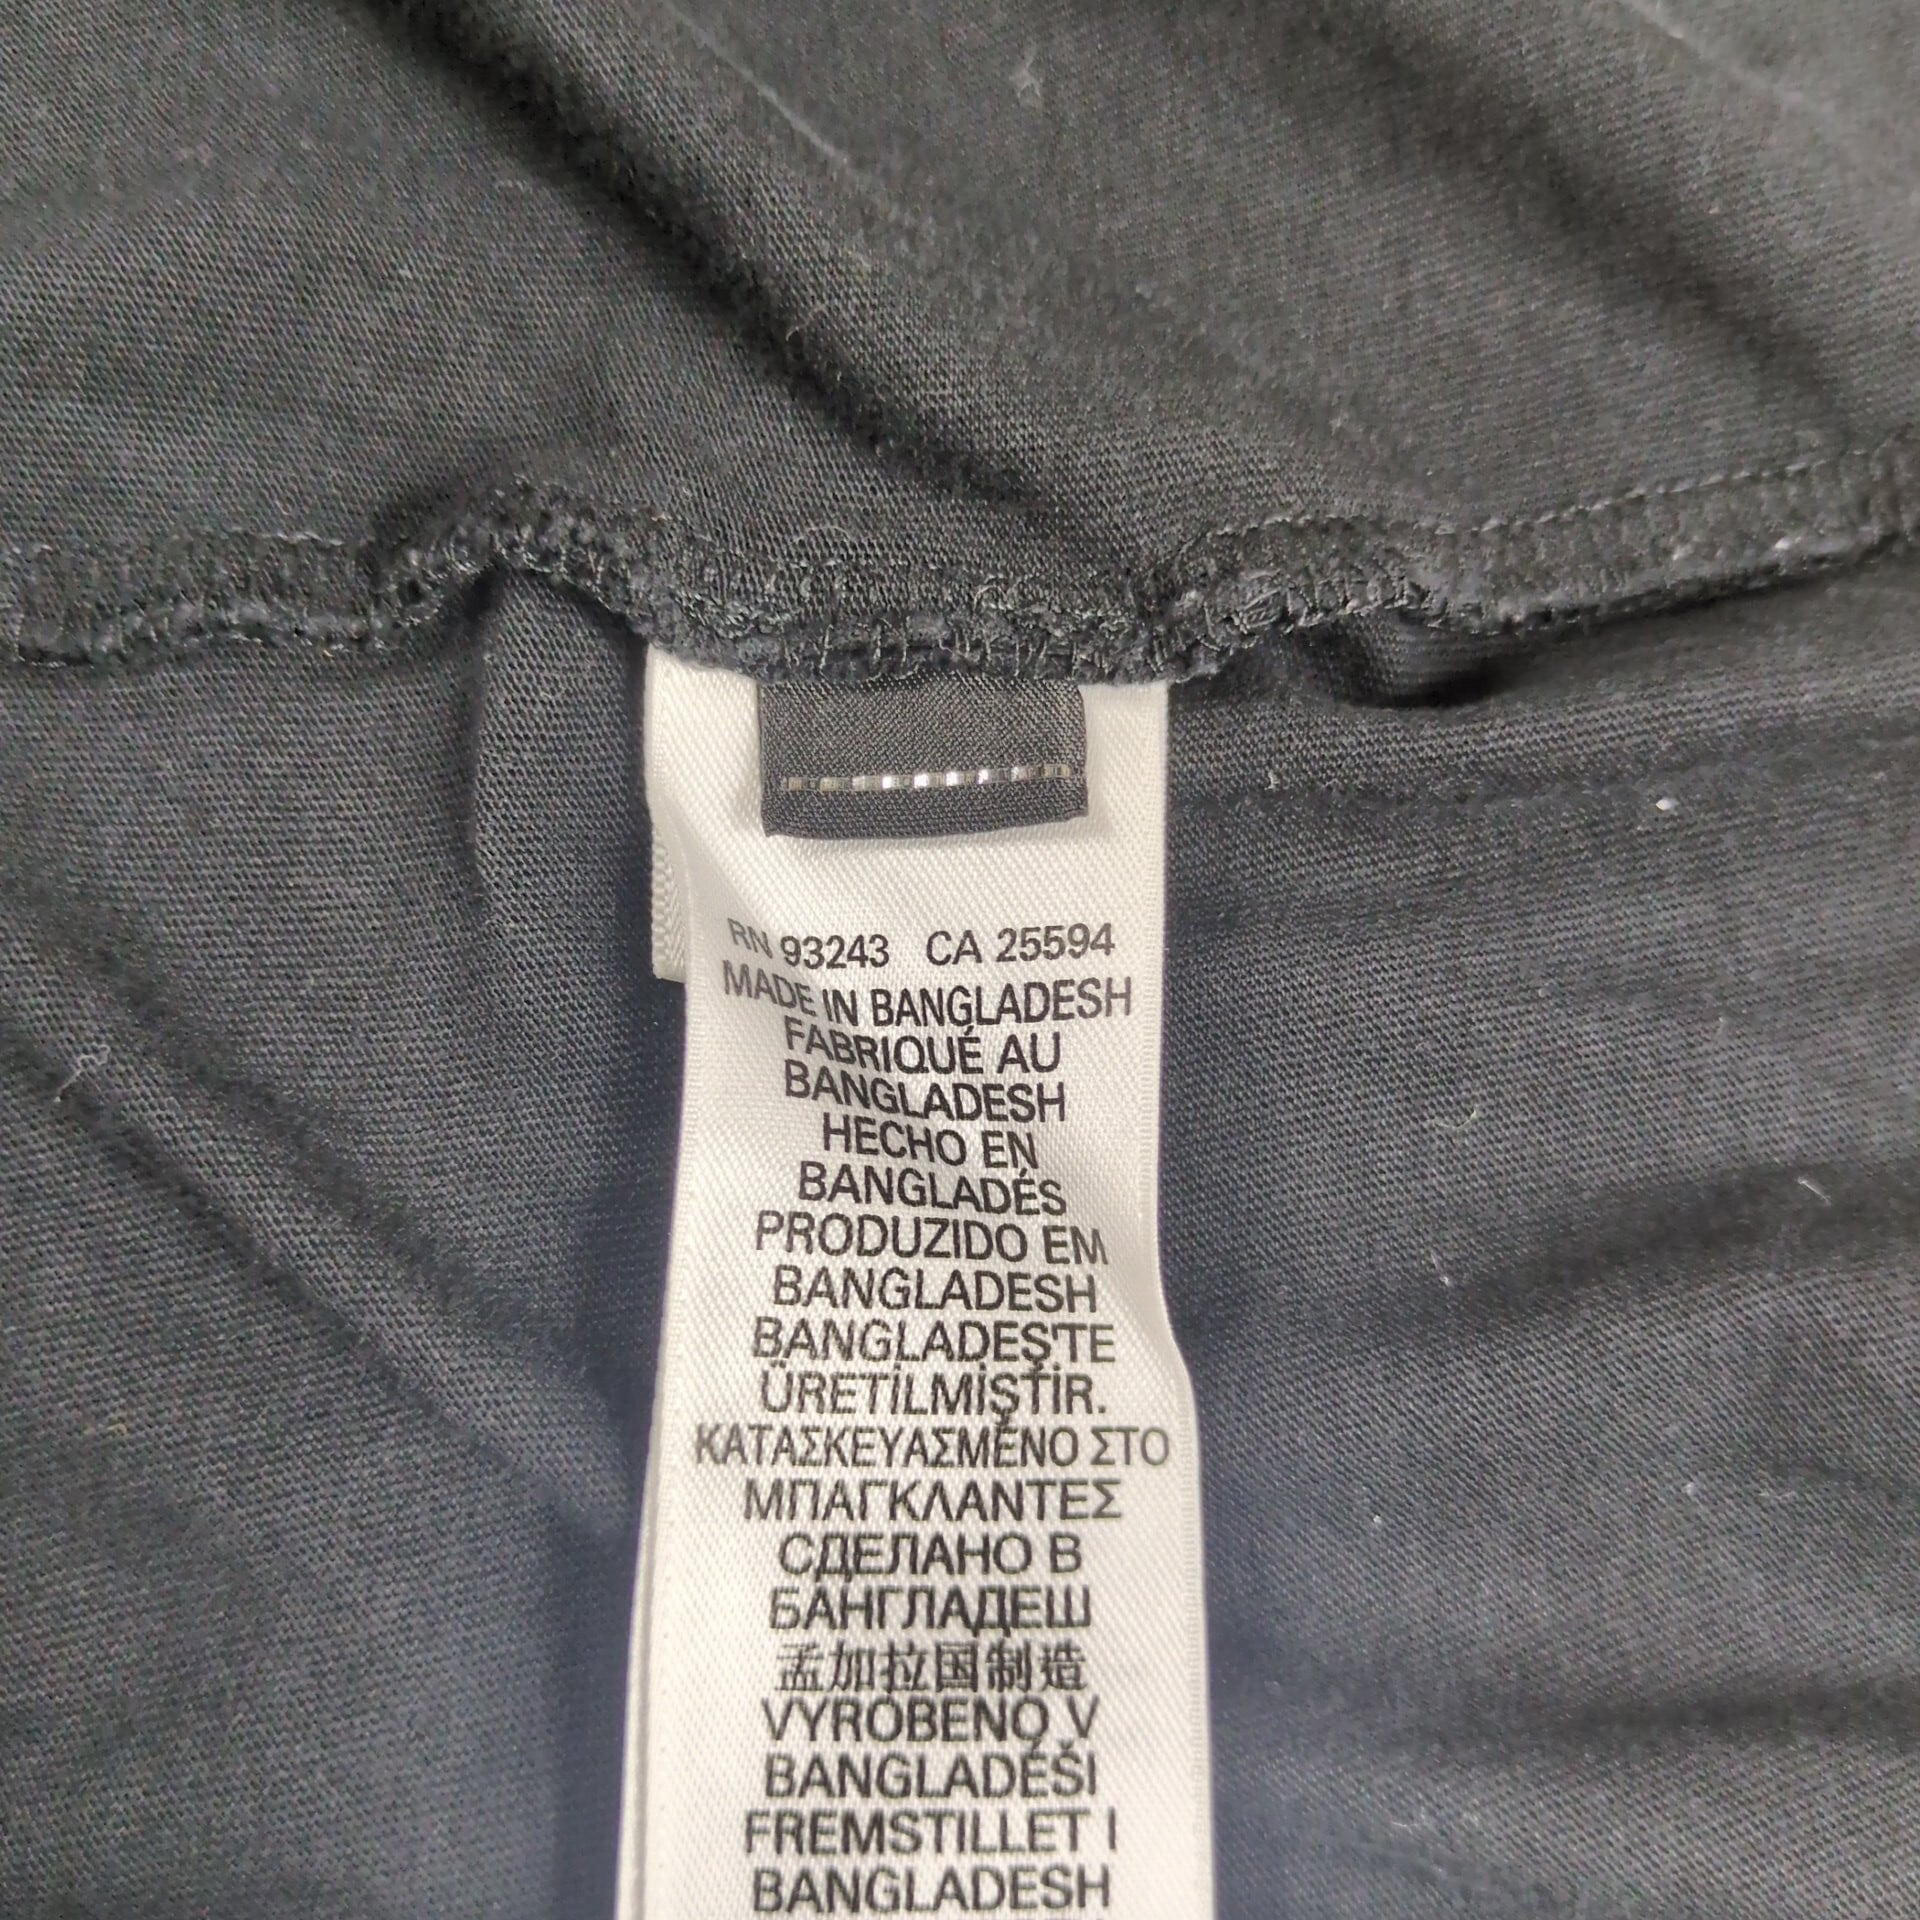 RN 93243 CA 25594
MADE IN BANGLADESH
FABRIQUÉ AU
BANGLADESH
HECHO EN
BANGLADÉS
PRODUZIDO EM
BANGLADESH
BANGLADEŞ'TE
ÜRETİLMİŞTİR.
ΚΑΤΑΣΚΕΥΑΣΜΈΝΟ ΣΤΟ
ΜΠΑΓΚΛΑΝΤΕΣ
СДЕЛАНО В
БАНГЛАДЕШ
孟加拉国制造
VYROBENO V
BANGLADÉŠI
FREMSTILLET I
BANGLADESH